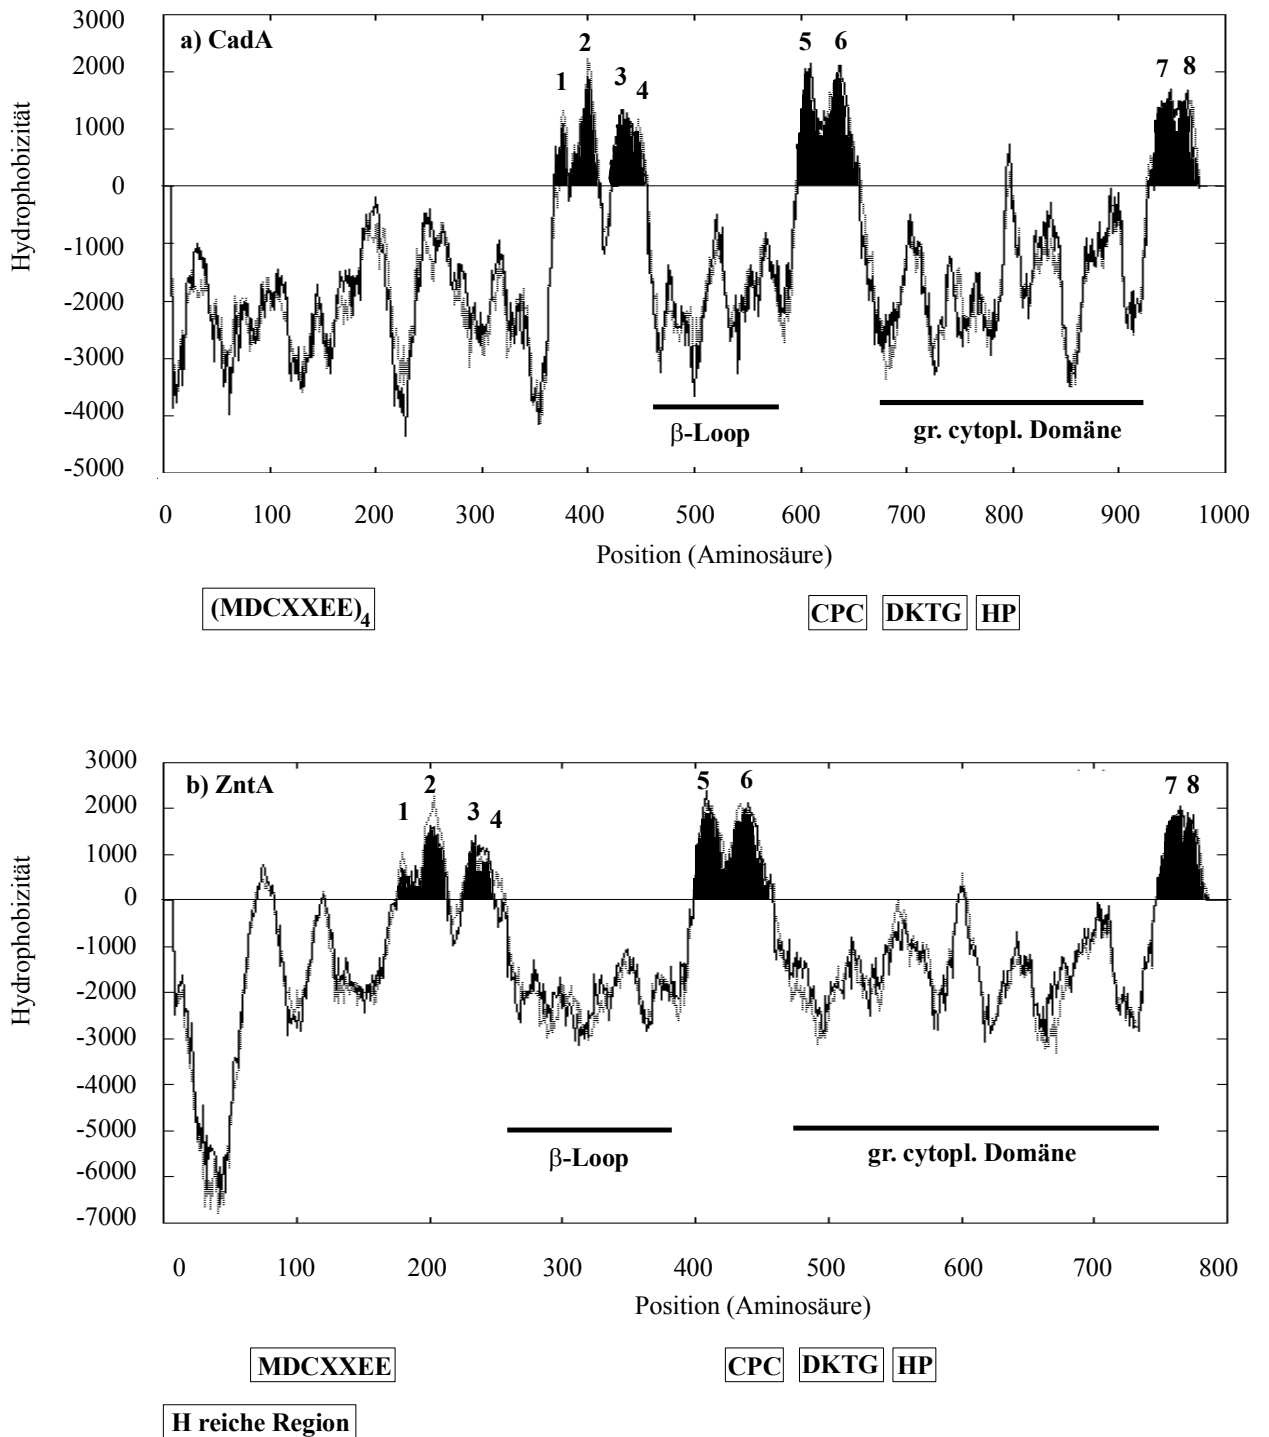 3000
a) CadA
2
5 6
2000
1 3 4
7 8
1000
0
-1000
-2000
-3000
-4000
-5000
Hydrophobizität
β-Loop
gr. cytopl. Domäne
0 100 200 300 400 500 600 700 800 900 1000
Position (Aminosäure)
(MDCXXEE)4 CPC DKTG HP
3000
b) ZntA
2
5 6
7 8
2000
1 3 4
1000
0
-1000
-2000
-3000
-4000
-5000
-6000
-7000
Hydrophobizität
β-Loop
gr. cytopl. Domäne
0 100 200 300 400 500 600 700 800
Position (Aminosäure)
MDCXXEE CPC DKTG HP
H reiche Region